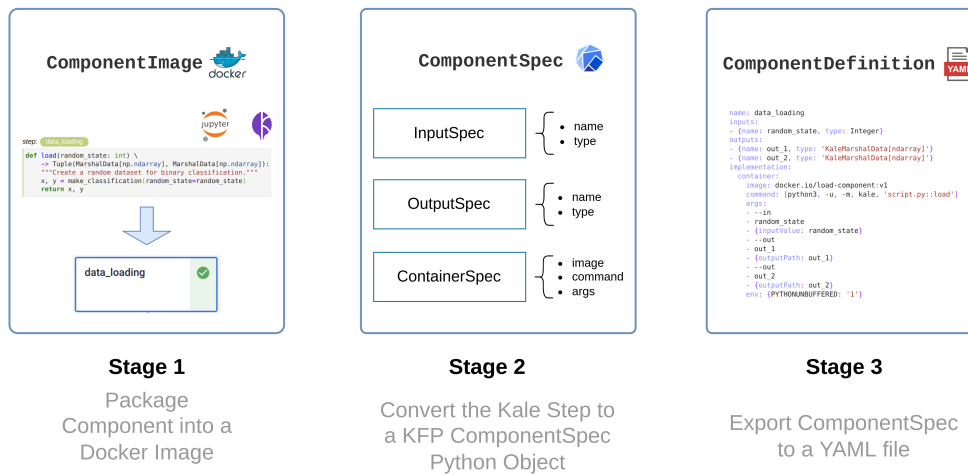 ComponentImage
docker
jupyter
step: data_loading
def load(random_state: int) \
-> Tuple(MarshalData[np.ndarray], MarshalData[np.ndarray]):
"""Create a random dataset for binary classification."""
x, y = make_classification(random_state=random_state)
return x, y
data_loading
Stage 1
Package
Component into a
Docker Image
ComponentSpec
InputSpec
name
type
OutputSpec
name
type
ContainerSpec
image
command
args
Stage 2
Convert the Kale Step to
a KFP ComponentSpec
Python Object
ComponentDefinition
YAML
name: data_loading
inputs:
- {name: random_state, type: Integer}
outputs:
- {name: out_1, type: 'KaleMarshalData[ndarray]'}
- {name: out_2, type: 'KaleMarshalData[ndarray]'}
implementation:
container:
image: docker.io/load-component:v1
command: [python3, -u, -m, kale, 'script.py::load']
args:
- --in
- random_state
- {inputValue: random_state}
- --out
- out_1
- {outputPath: out_1}
- --out
- out_2
- {outputPath: out_2}
env: {PYTHONUNBUFFERED: '1'}
Stage 3
Export ComponentSpec
to a YAML file